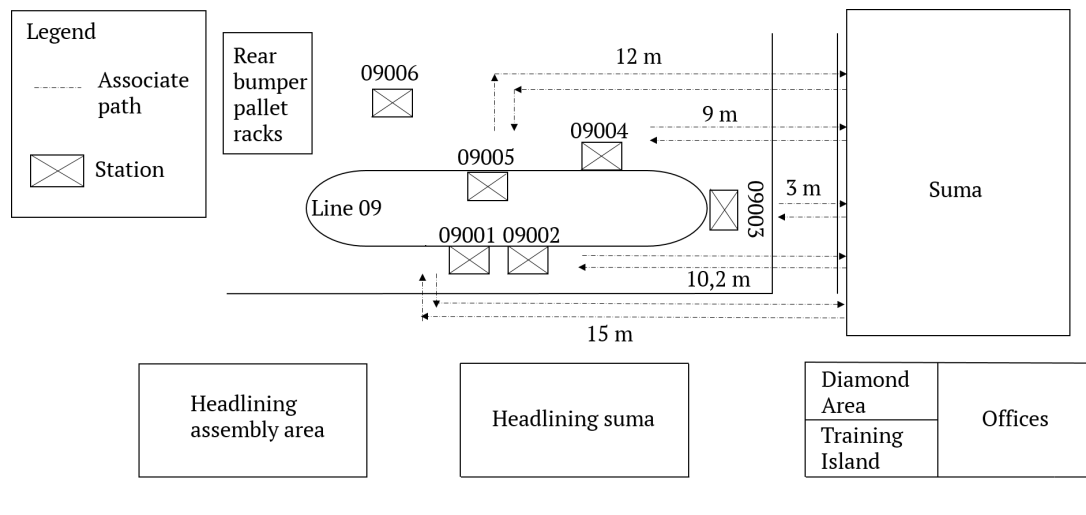 Legend
Associate
path
Station
Rear
bumper
pallet
racks
09006
12 m
9 m
09004
09005
Line 09
09003
3 m
Suma
09001 09002
10,2 m
15 m
Headlining
assembly area
Headlining suma
Diamond
Area
Training
Island
Offices